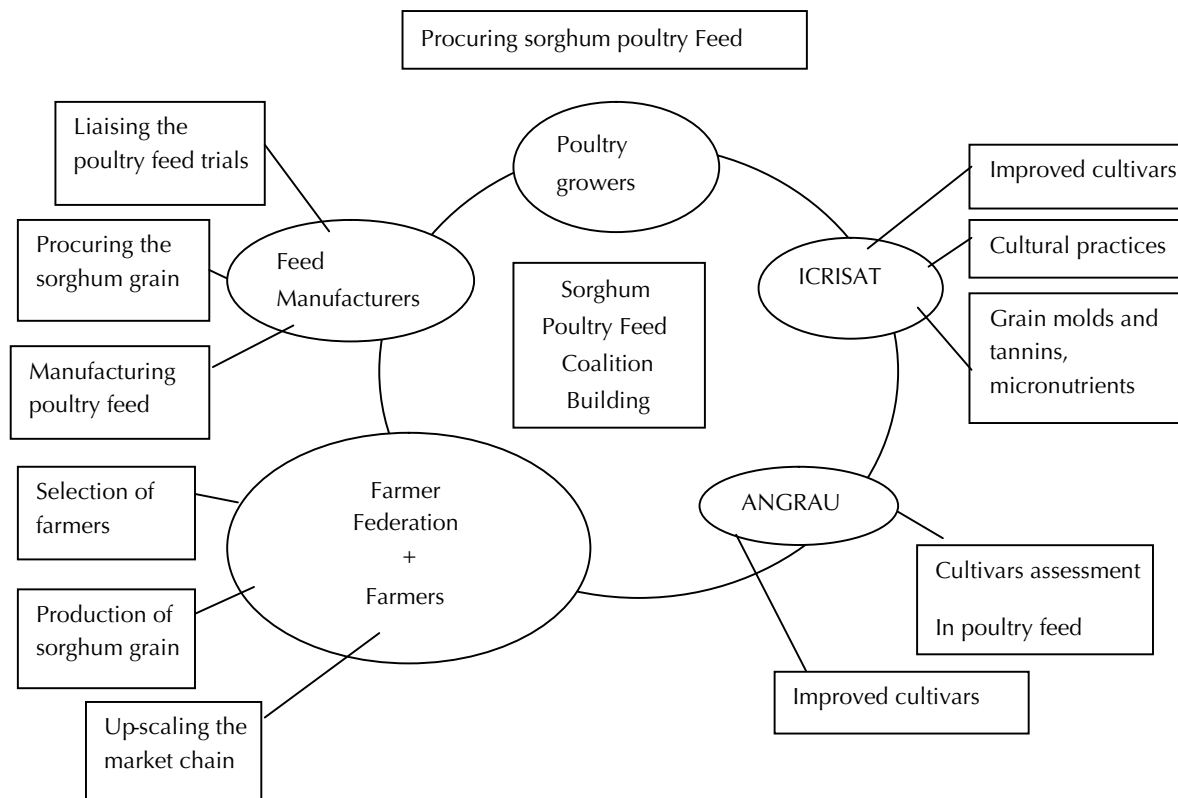 Procuring sorghum poultry Feed
Liaising the
poultry feed trials
Poultry
growers
Improved cultivars
Procuring the
sorghum grain
Feed
Manufacturers
Sorghum
Poultry Feed
Coalition
Building
ICRISAT
Cultural practices
Grain molds and
tannins,
micronutrients
Manufacturing
poultry feed
Selection of
farmers
Farmer
Federation
+
Farmers
ANGRAU
Cultivars assessment
In poultry feed
Production of
sorghum grain
Improved cultivars
Up-scaling the
market chain